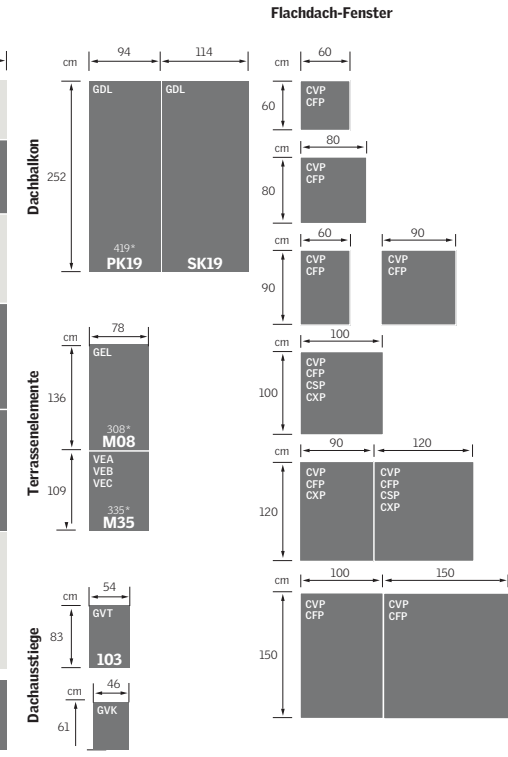 Flachdach-Fenster
cm
94
114
Dachbalkon
252
GDL
GDL
419*
PK19
SK19
cm
78
Terrassenelemente
136
GEL
308*
M08
109
VEA
VEB
VEC
335*
M35
cm
54
Dachausstiege
83
GVT
103
cm
46
61
GVK
cm
60
60
CVP
CFP
cm
80
80
CVP
CFP
cm
60
90
90
CVP
CFP
CVP
CFP
cm
100
100
CVP
CFP
CSP
CXP
cm
90
120
120
CVP
CFP
CXP
CVP
CFP
CSP
CXP
cm
100
150
150
CVP
CFP
CVP
CFP